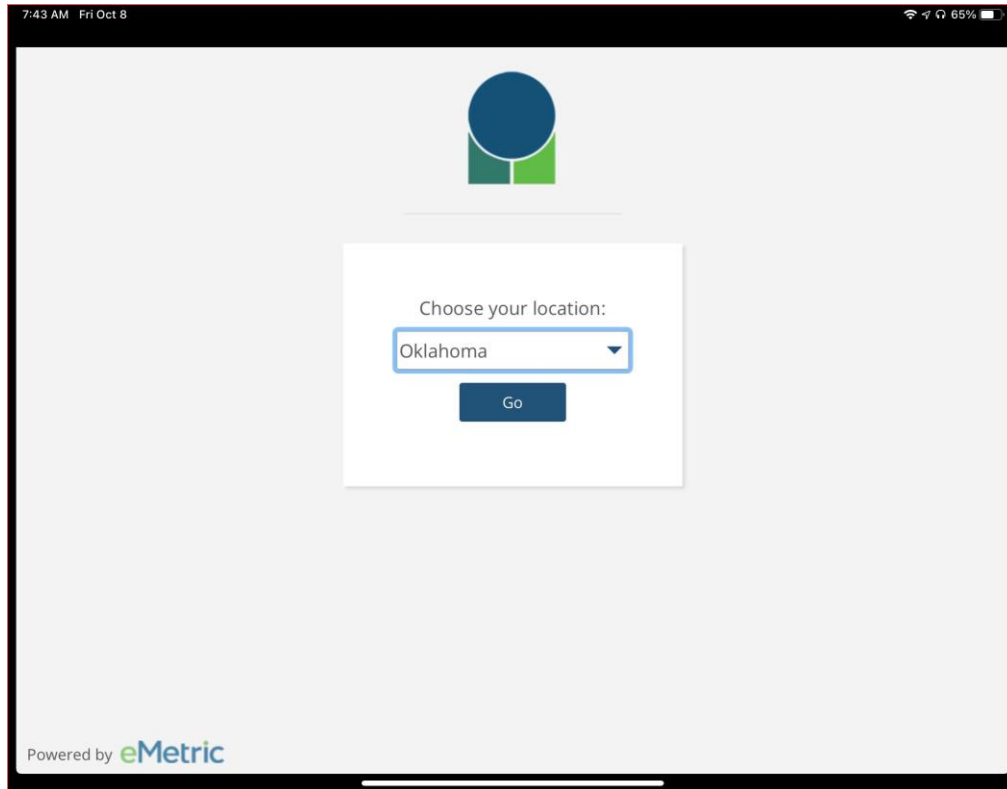 7:43 AM Fri Oct 8 65%
Choose your location:
Oklahoma
Go
Powered by eMetric